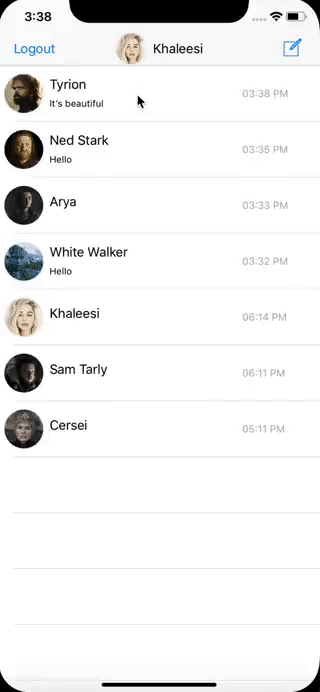 3:38
Logout Khaleesi
Tyrion
It's beautiful
03:38 PM
Ned Stark
Hello
03:35 PM
Arya
03:33 PM
White Walker
Hello
03:32 PM
Khaleesi
06:14 PM
Sam Tarly
06:11 PM
Cersei
05:11 PM